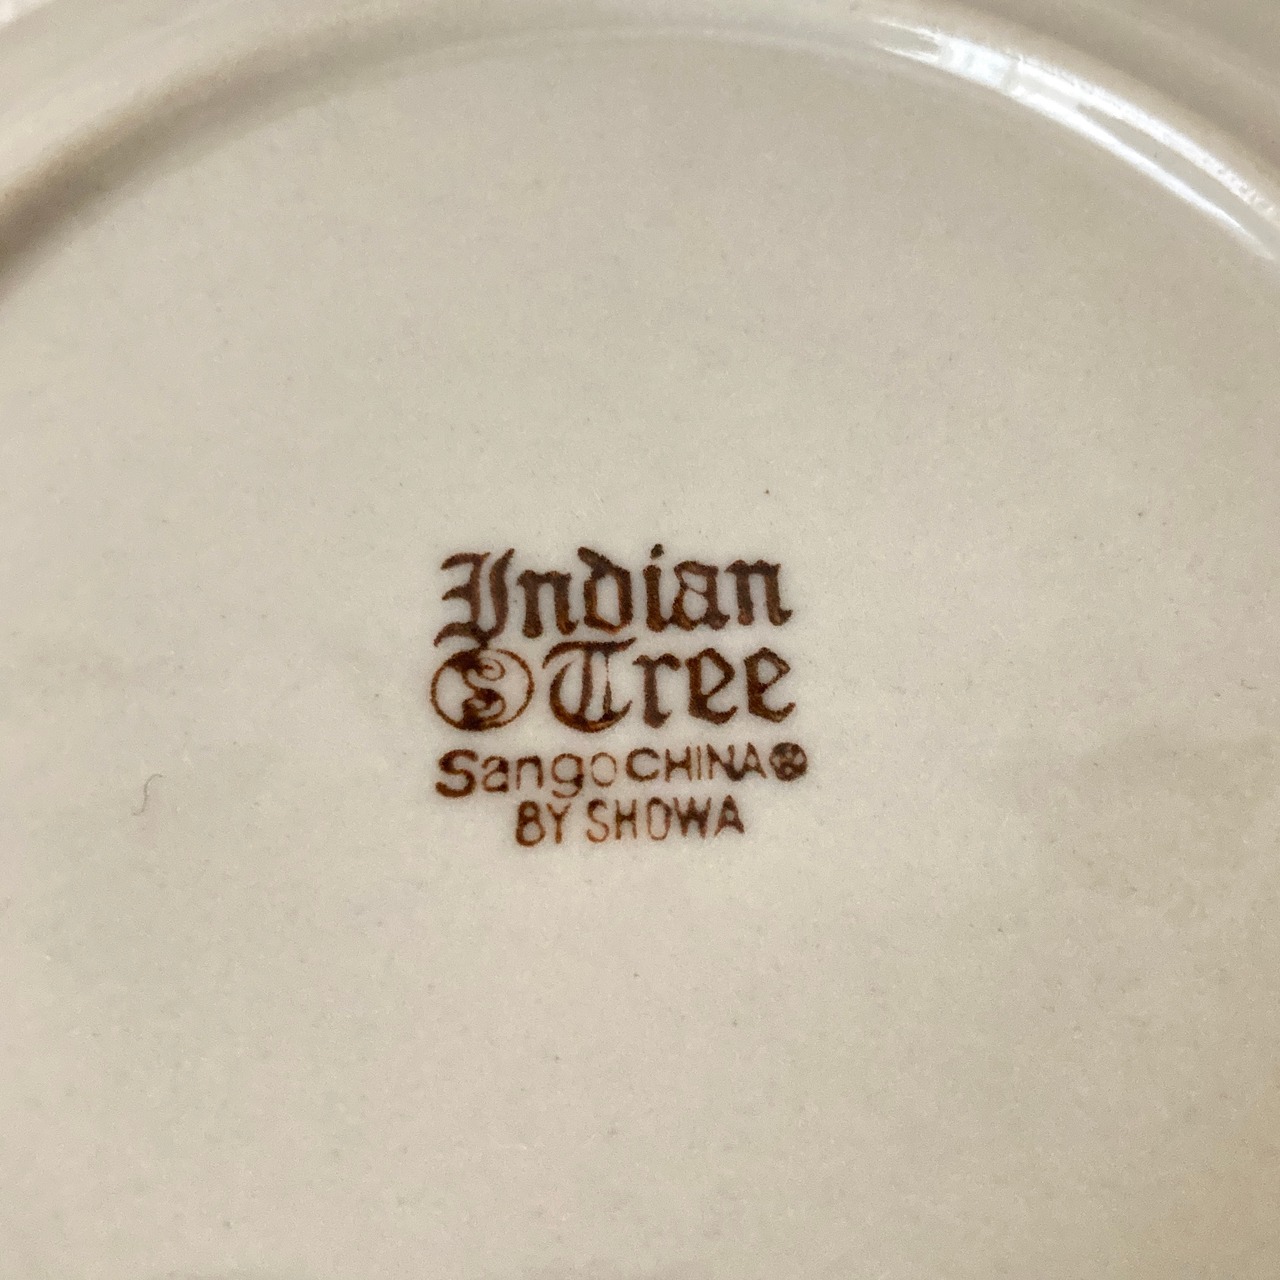 Indian
S Tree
Sango CHINA®
BY SHOWA